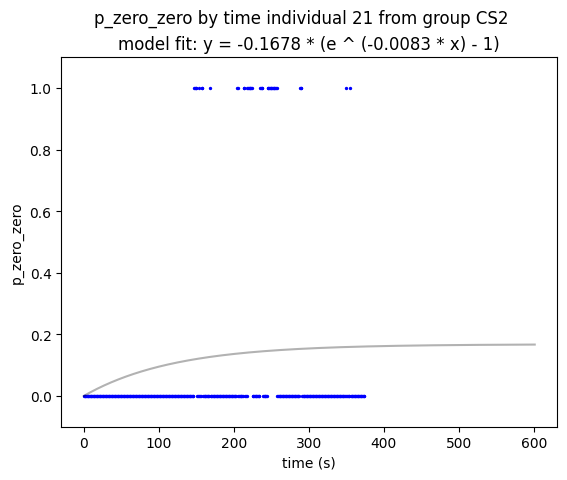 p_zero_zero by time individual 21 from group CS2
model fit: y = -0.1678 * (e ^ (-0.0083 * x) - 1)
1.0
0.8
0.6
0.4
0.2
0.0
p_zero_zero
0 100 200 300 400 500 600
time (s)